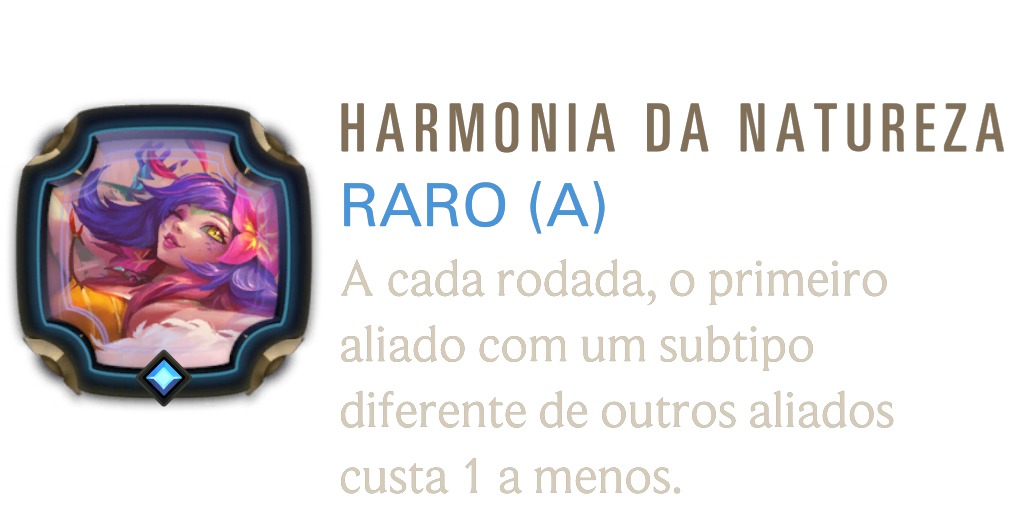 HARMONIA DA NATUREZA
RARO (A)
A cada rodada, o primeiro
aliado com um subtipo
diferente de outros aliados
custa 1 a menos.